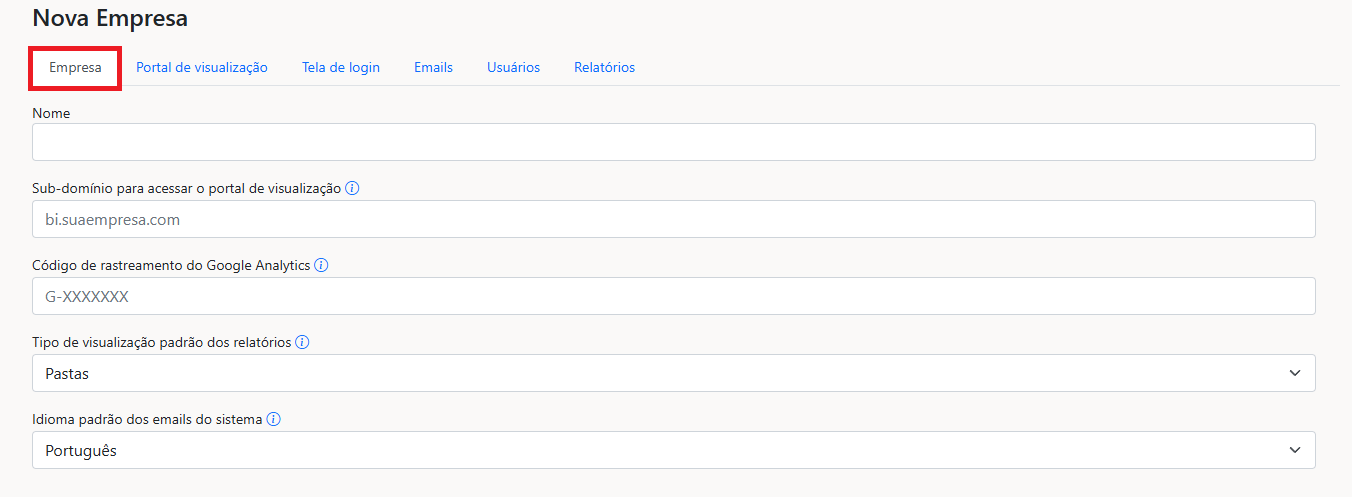 Nova Empresa
Empresa Portal de visualização Tela de login Emails Usuários Relatórios
Nome
Sub-domínio para acessar o portal de visualização
bi.suaempresa.com
Código de rastreamento do Google Analytics
G-XXXXXXX
Tipo de visualização padrão dos relatórios
Pastas
Idioma padrão dos emails do sistema
Português